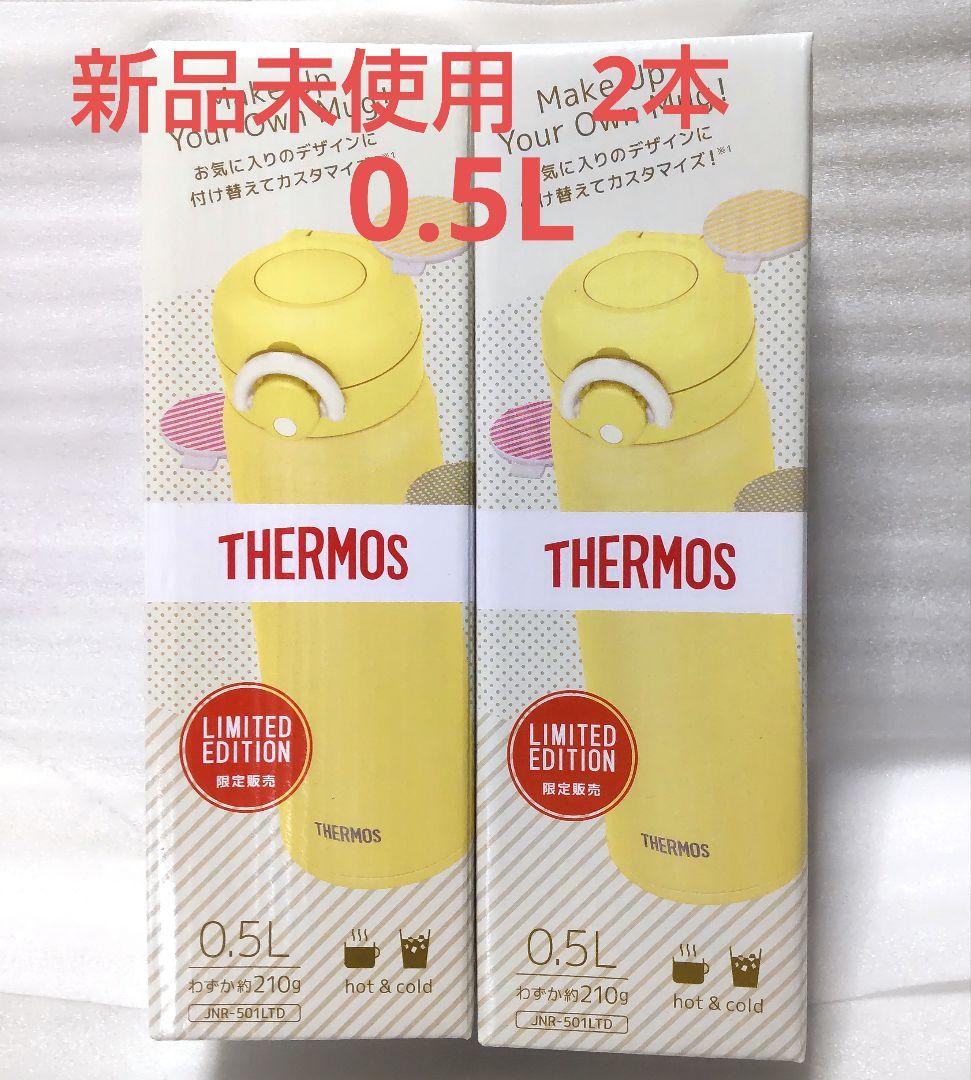 新品未使用 2本
0.5L
Make Up
Your Own Mug!
お気に入りのデザインに
付け替えてカスタマイズ!※1
THERMOS
LIMITED
EDITION
限定販売
THERMOS
0.5L
わずか約210g
JNR-501LTD
hot & cold
Make Up
Your Own Mug!
気に入りのデザインに
け替えてカスタマイズ!※1
THERMOS
LIMITED
EDITION
限定販売
THERMOS
0.5L
わずか約210g
JNR-501LTD
hot & cold